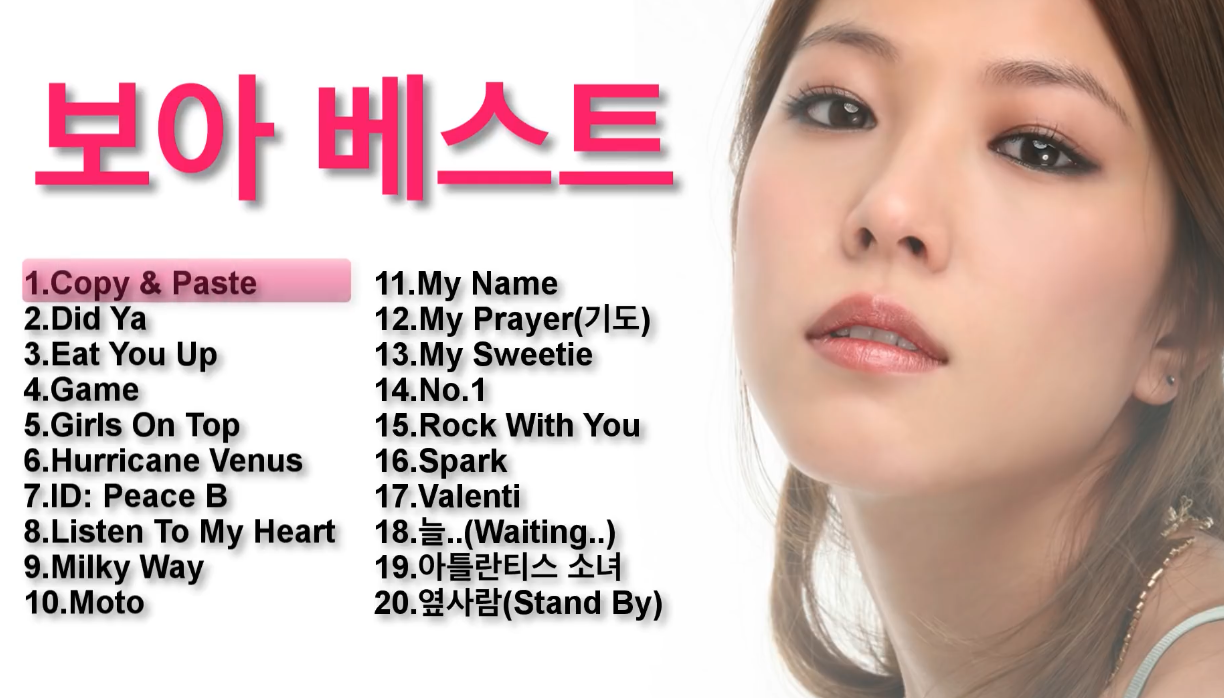 보아 베스트
1.Copy & Paste
2.Did Ya
3.Eat You Up
4.Game
5.Girls On Top
6.Hurricane Venus
7.ID: Peace B
8.Listen To My Heart
9.Milky Way
10.Moto
11.My Name
12.My Prayer(기도)
13.My Sweetie
14.No.1
15.Rock With You
16.Spark
17.Valenti
18.늘..(Waiting..)
19.아틀란티스 소녀
20.옆사람(Stand By)